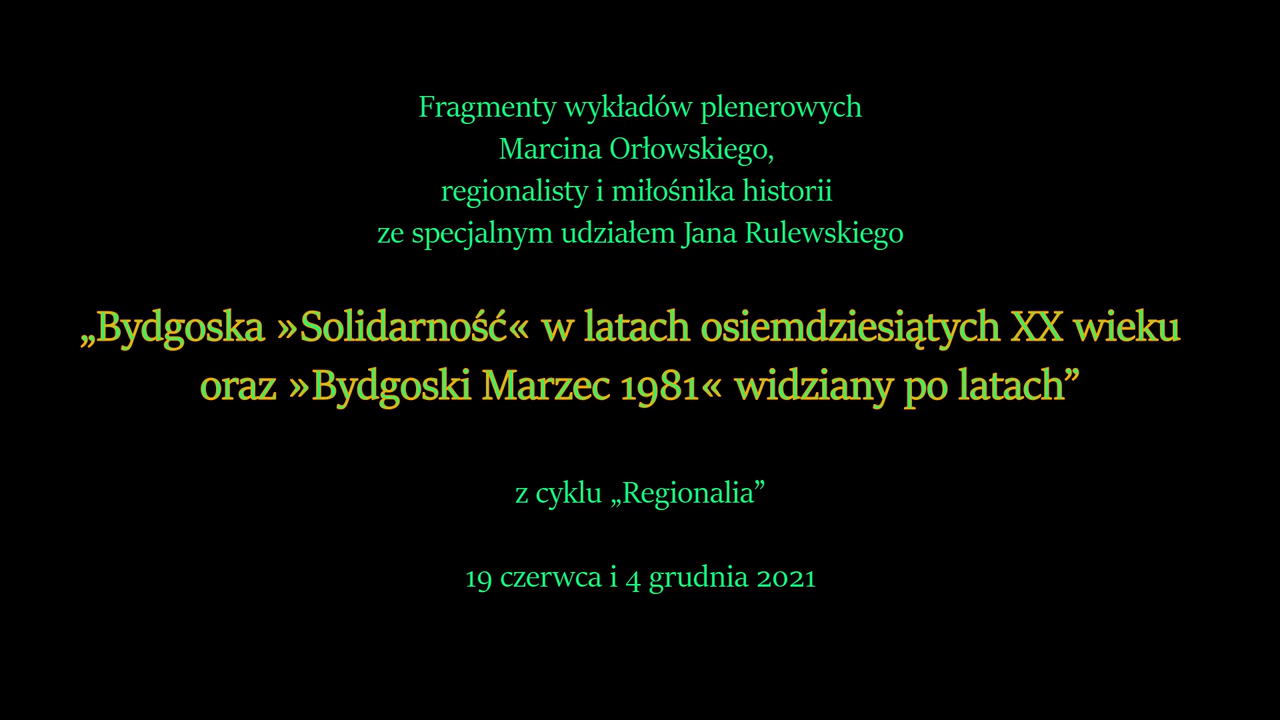 Fragmenty wykładów plenerowych
Marcina Orłowskiego,
regionalisty i miłośnika historii
ze specjalnym udziałem Jana Rulewskiego
„Bydgoska »Solidarność« w latach osiemdziesiątych XX wieku
oraz »Bydgoski Marzec 1981« widziany po latach”
z cyklu „Regionalia”
19 czerwca i 4 grudnia 2021